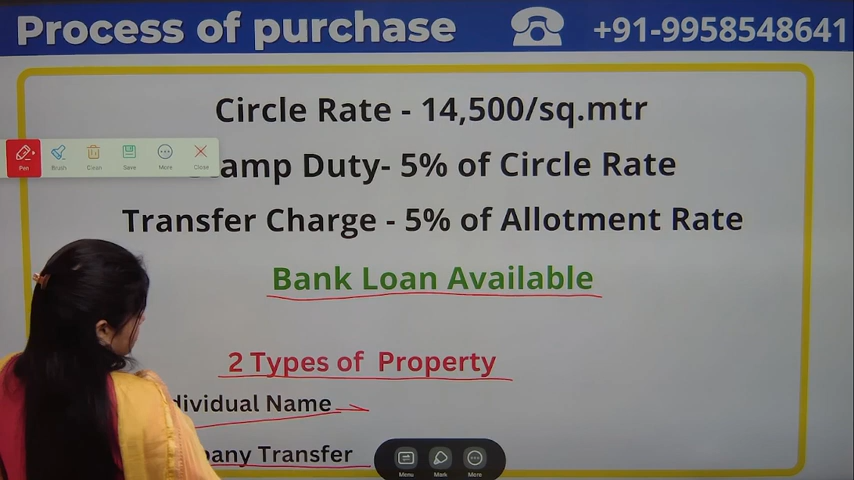 Process of purchase +91-9958548641
Circle Rate - 14,500/sq.mtr
Pen Brush Clean Save More Close
amp Duty- 5% of Circle Rate
Transfer Charge - 5% of Allotment Rate
Bank Loan Available
2 Types of Property
dividual Name
pany Transfer
Menu Mark More